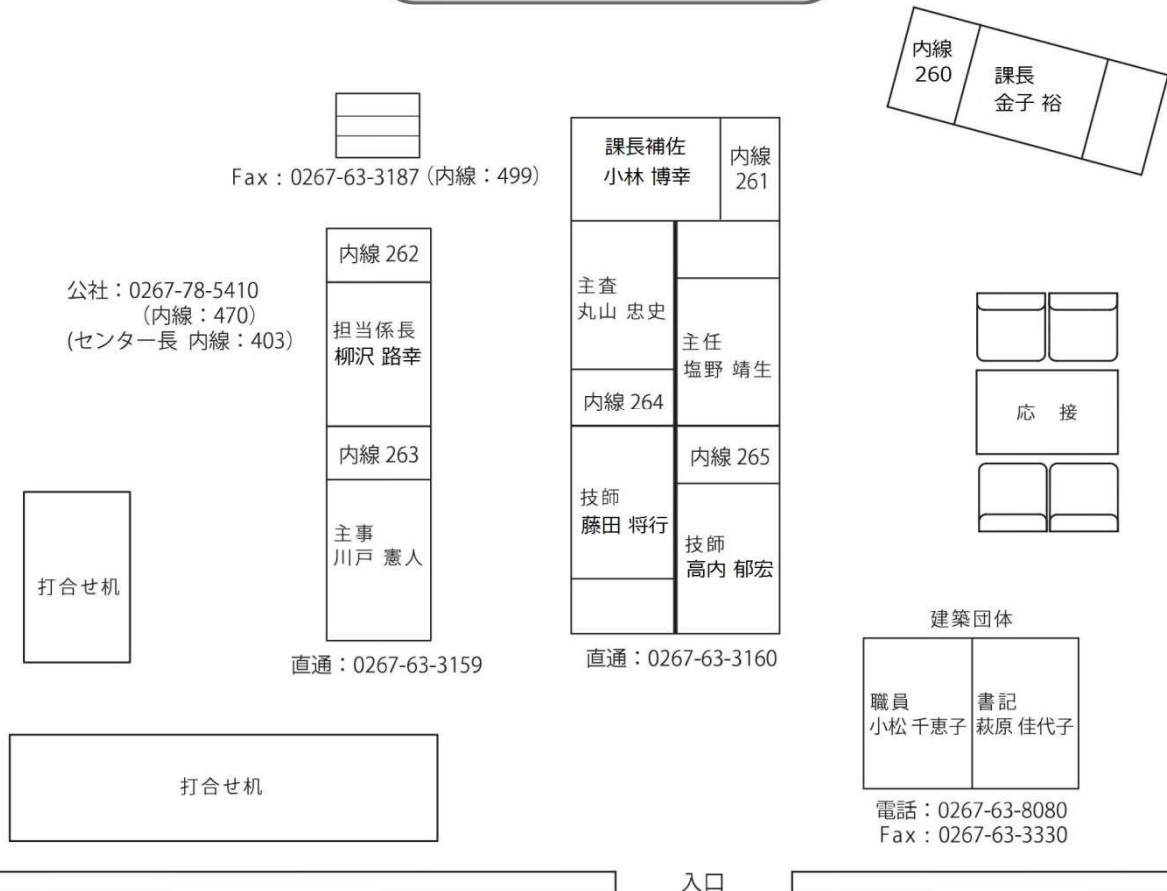 内線
260
課長
金子 裕
Fax：0267-63-3187（内線：499）
課長補佐
小林 博幸
内線
261
公社：0267-78-5410
（内線：470）
(センター長 内線：403）
内線 262
担当係長
柳沢 路幸
内線 263
主事
川戸 憲人
直通：0267-63-3159
主査
丸山 忠史
内線 264
主任
塩野 靖生
内線 265
技師
藤田 将行
技師
高内 郁宏
直通：0267-63-3160
応 接
打合せ机
打合せ机
建築団体
職員
小松 千恵子
書記
萩原 佳代子
電話：0267-63-8080
Fax：0267-63-3330
入口